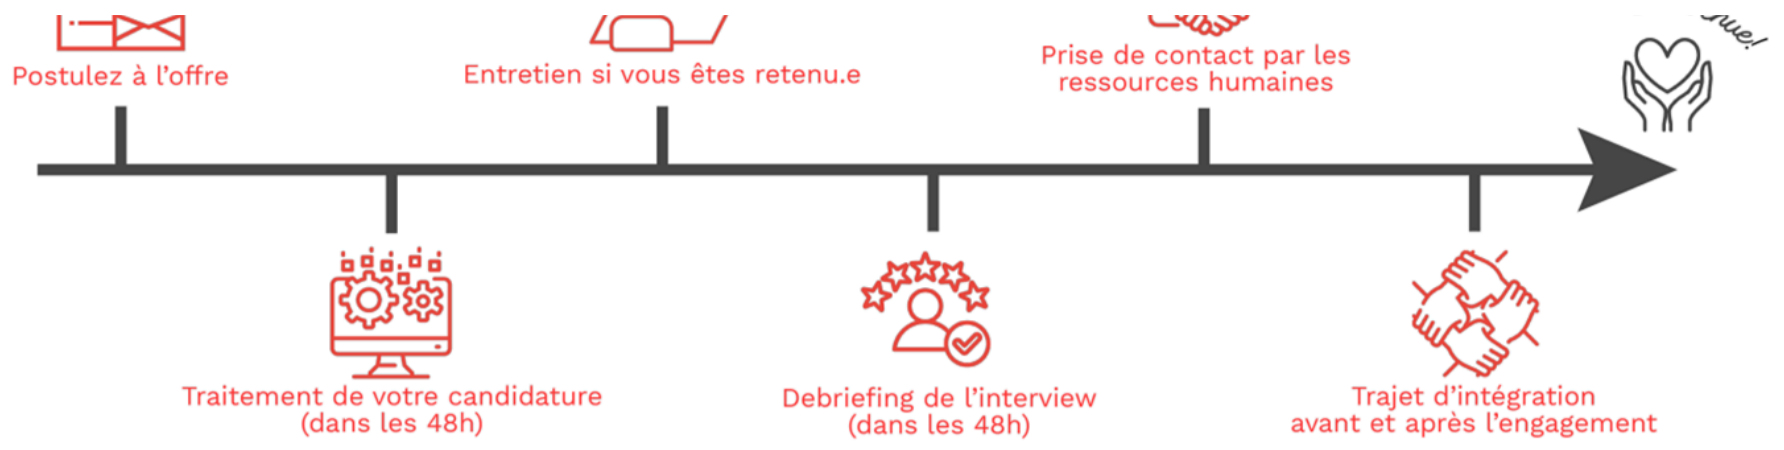 Postulez à l'offre
Entretien si vous êtes retenu.e
Prise de contact par les
ressources humaines
Traitement de votre candidature
(dans les 48h)
Debriefing de l'interview
(dans les 48h)
Trajet d'intégration
avant et après l'engagement